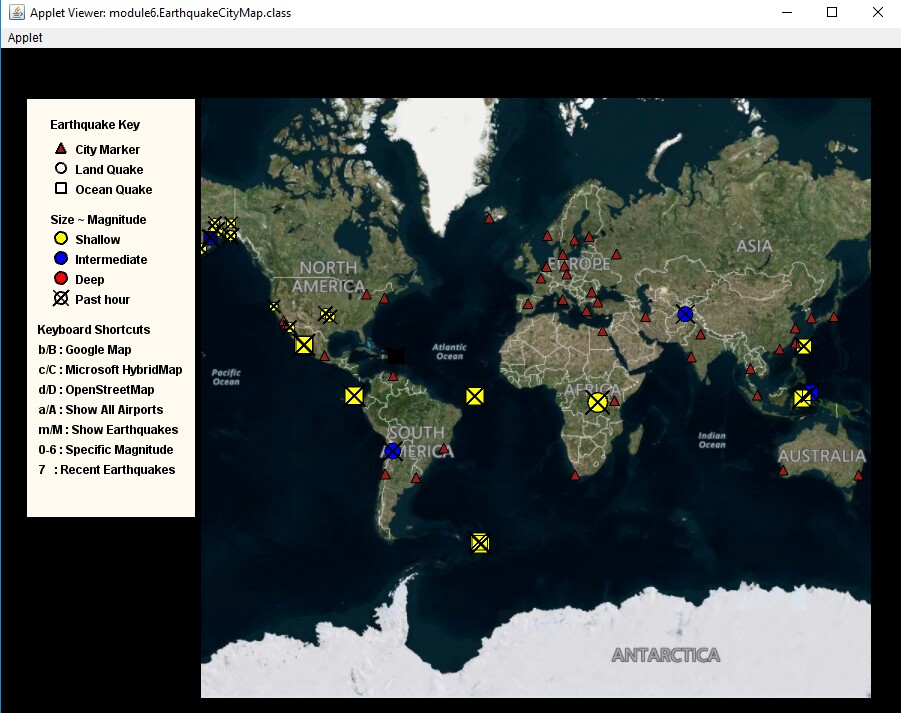 Applet Viewer: module6.EarthquakeCityMap.class
Applet
Earthquake Key
City Marker
Land Quake
Ocean Quake
Size ~ Magnitude
Shallow
Intermediate
Deep
Past hour
Keyboard Shortcuts
b/B : Google Map
c/C : Microsoft HybridMap
d/D : OpenStreetMap
a/A : Show All Airports
m/M : Show Earthquakes
0-6 : Specific Magnitude
7 : Recent Earthquakes
ASIA
EUROPE
NORTH
AMERICA
Atlantic
Ocean
Pacific
Ocean
AFRICA
SOUTH
AMERICA
Indian
Ocean
AUSTRALIA
ANTARCTICA